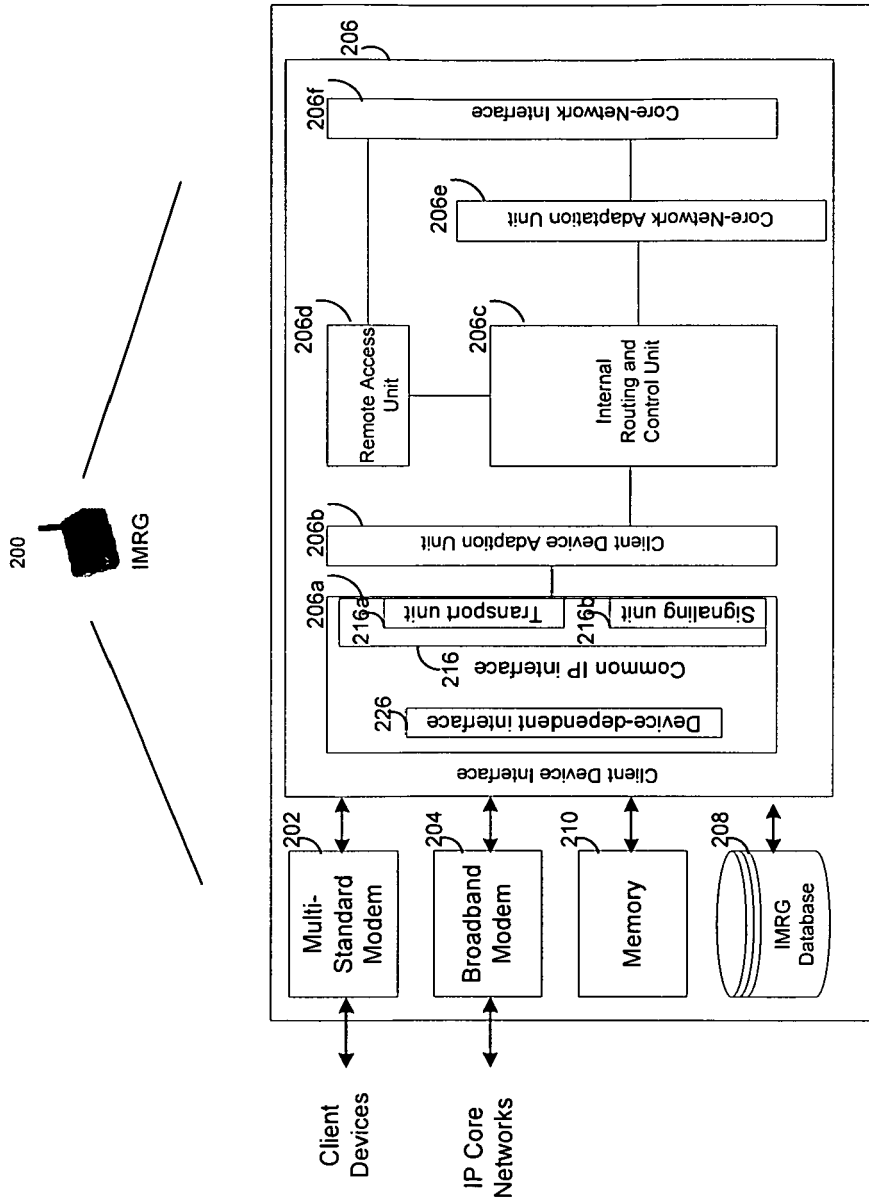 200
IMRG
Client
Devices
IP Core
Networks
202
Multi-
Standard
Modem
204
Broadband
Modem
210
Memory
208
IMRG
Database
206
Client Device Interface
206a
226
Device-dependent interface
Common IP interface
216
216a
Transport unit
216b
Signaling unit
206b
Client Device Adaption Unit
206d
Remote Access
Unit
206c
Internal
Routing and
Control Unit
206e
Core-Network Adaptation Unit
206f
Core-Network Interface